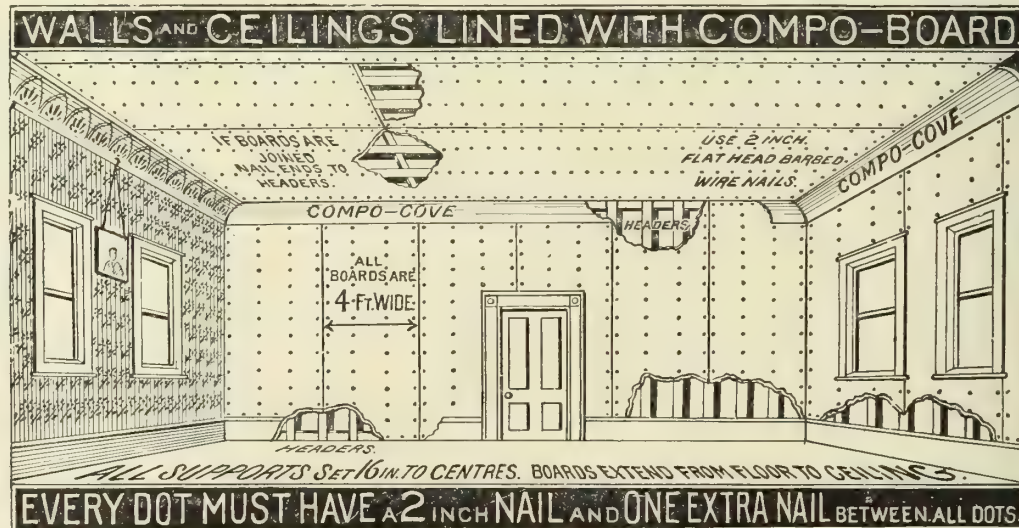 WALLS AND CEILINGS LINED WITH COMPO-BOARD
IF BOARDS ARE
JOINED
NAIL ENDS TO
HEADERS.
USE 2 INCH.
FLAT HEAD BARBED.
WIRE NAILS.
COMPO-COVE
COMPO-COVE
HEADERS
ALL
BOARDS ARE
4 FT. WIDE
HEADERS.
ALL SUPPORTS SET 16 IN. TO CENTRES. BOARDS EXTEND FROM FLOOR TO CEILING.
EVERY DOT MUST HAVE A 2 INCH NAIL AND ONE EXTRA NAIL BETWEEN ALL DOTS